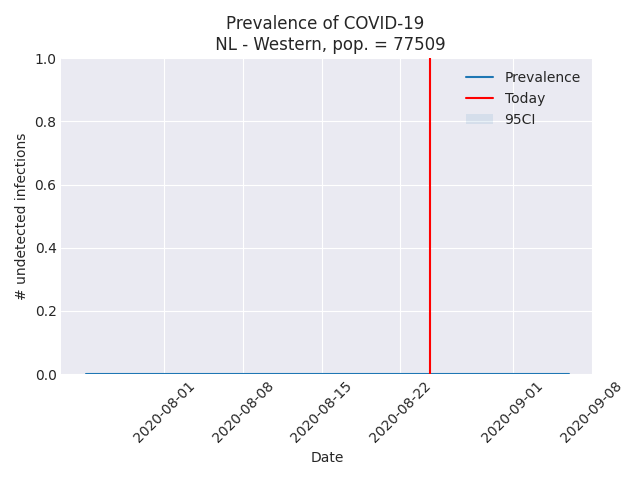 Prevalence of COVID-19
NL - Western, pop. = 77509
Prevalence
Today
95CI
# undetected infections
1.0
0.8
0.6
0.4
0.2
0.0
2020-08-01
2020-08-08
2020-08-15
2020-08-22
2020-09-01
2020-09-08
Date